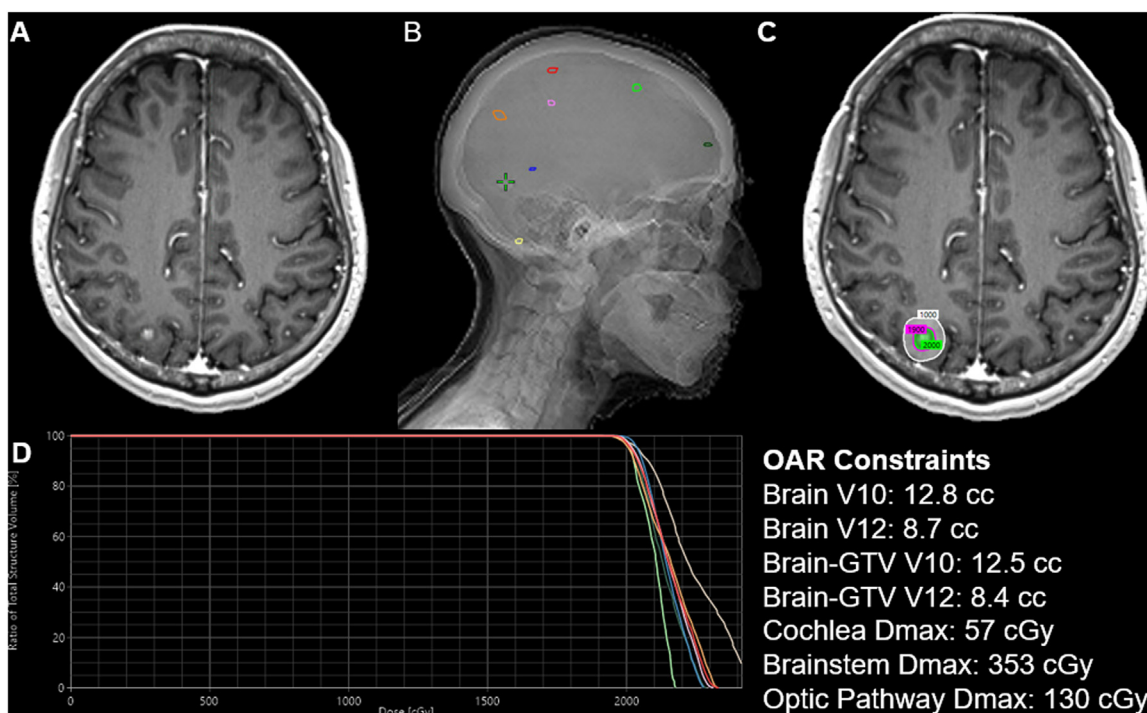 A
B
C
1000
1900
2000
D
Ratio of Total Structure Volume [%]
100
80
60
40
20
0
0
500
1000
1500
2000
Dose [cGy]
OAR Constraints
Brain V10: 12.8 cc
Brain V12: 8.7 cc
Brain-GTV V10: 12.5 cc
Brain-GTV V12: 8.4 cc
Cochlea Dmax: 57 cGy
Brainstem Dmax: 353 cGy
Optic Pathway Dmax: 130 cGy